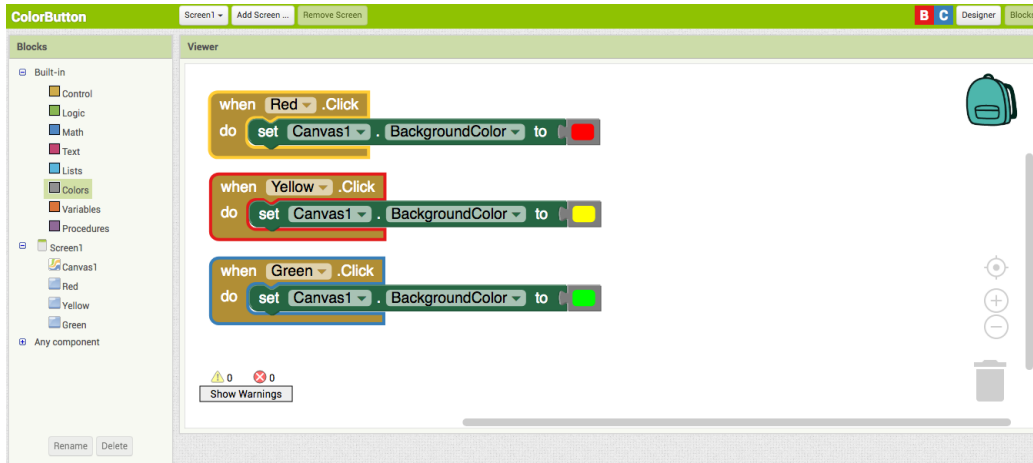 ColorButton Screen1 Add Screen ... Remove Screen B C Designer Blocks
Blocks Viewer
Built-in
Control
Logic
Math
Text
Lists
Colors
Variables
Procedures
Screen1
Canvas1
Red
Yellow
Green
Any component
Rename Delete
when Red .Click
do set Canvas1 . BackgroundColor to
when Yellow .Click
do set Canvas1 . BackgroundColor to
when Green .Click
do set Canvas1 . BackgroundColor to
0 0
Show Warnings